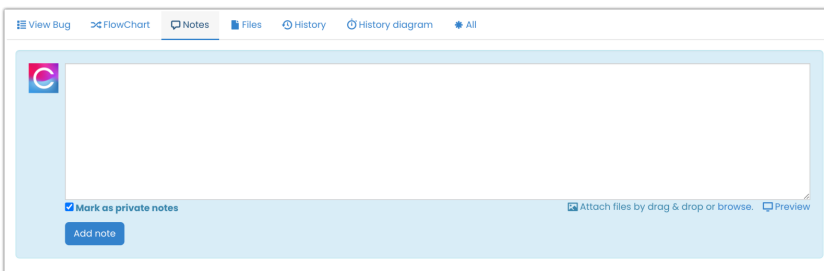 View Bug FlowChart Notes Files History History diagram All
C
Mark as private notes Attach files by drag & drop or browse. Preview
Add note